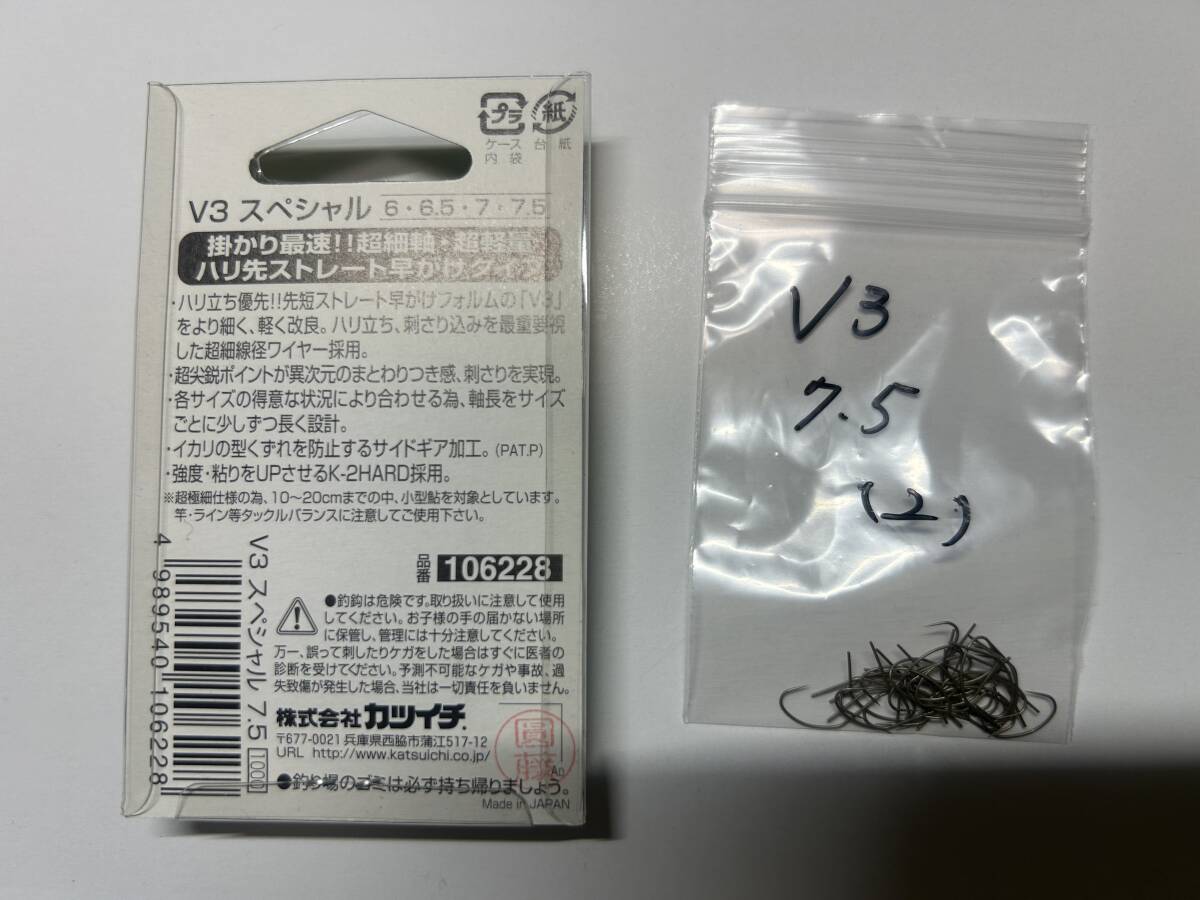 プラ 紙
ケース 台紙
内袋
V3 スペシャル 6・6.5・7・7.5
掛かり最速!!超細軸・超軽量
ハリ先ストレート早がけタイプ
・ハリ立ち優先!!先短ストレート早がけフォルムの「V3」
をより細く、軽く改良。ハリ立ち、刺さり込みを最重要視
した超細線径ワイヤー採用。
・超尖鋭ポイントが異次元のまとわりつき感、刺さりを実現。
・各サイズの得意な状況により合わせる為、軸長をサイズ
ごとに少しずつ長く設計。
・イカリの型くずれを防止するサイドギア加工。(PAT.P)
・強度・粘りをUPさせるK-2HARD採用。
※超極細仕様の為、10〜20cmまでの中、小型鮎を対象としています。
竿・ライン等タックルバランスに注意してご使用下さい。
品番 106228
●釣鈎は危険です。取り扱いに注意して使用
してください。お子様の手の届かない場所
に保管し、管理には十分注意してください。
万一、誤って刺したりケガをした場合はすぐに医者の
診断を受けてください。予測不可能なケガや事故、過
失致傷が発生した場合、当社は一切責任を負いません。
株式会社 カツイチ
〒677-0021 兵庫県西脇市蒲江517-12
URL http://www.katsuichi.co.jp/
●釣り場のゴミは必ず持ち帰りましょう。
Made in JAPAN
V3 スペシャル 7.5 1000
4 989540 106228
V3
7.5
(2)